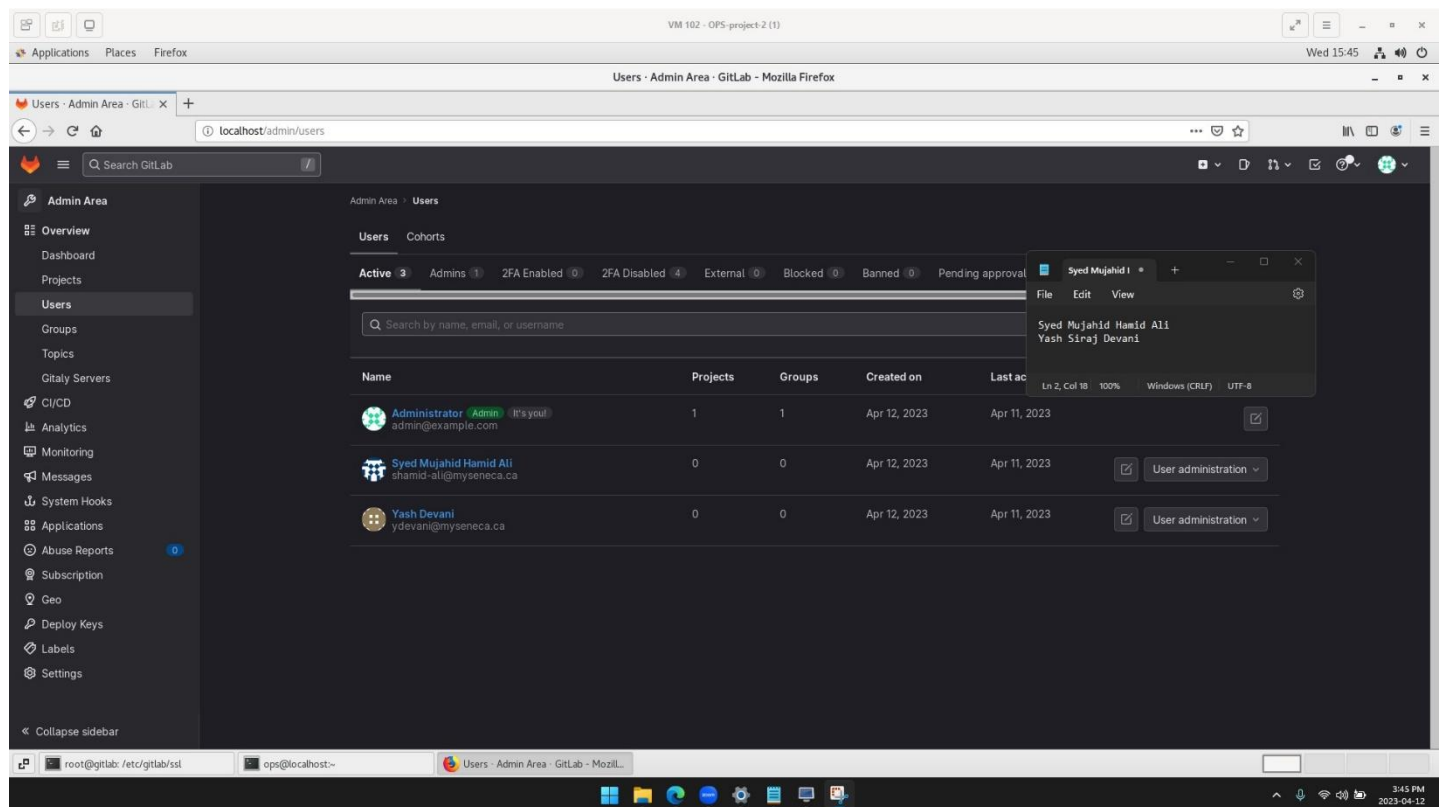 VM 102 - OPS-project-2 (1)
Applications Places Firefox Wed 15:45
Users · Admin Area · GitLab - Mozilla Firefox
Users · Admin Area · GitL
localhost/admin/users
Search GitLab /
Admin Area
Overview
Dashboard
Projects
Users
Groups
Topics
Gitaly Servers
CI/CD
Analytics
Monitoring
Messages
System Hooks
Applications
Abuse Reports 0
Subscription
Geo
Deploy Keys
Labels
Settings
Collapse sidebar
Admin Area > Users
Users Cohorts
Active 3 Admins 1 2FA Enabled 0 2FA Disabled 4 External 0 Blocked 0 Banned 0 Pending approval
Search by name, email, or username
Name Projects Groups Created on Last ac
Administrator Admin It's you! 1 1 Apr 12, 2023 Apr 11, 2023
admin@example.com
Syed Mujahid Hamid Ali 0 0 Apr 12, 2023 Apr 11, 2023 User administration
shamid-ali@myseneca.ca
Yash Devani 0 0 Apr 12, 2023 Apr 11, 2023 User administration
ydevani@myseneca.ca
Syed Mujahid I
File Edit View
Syed Mujahid Hamid Ali
Yash Siraj Devani
Ln 2, Col 18 100% Windows (CRLF) UTF-8
root@gitlab: /etc/gitlab/ssl ops@localhost:~ Users · Admin Area · GitLab - Mozill...
3:45 PM
2023-04-12